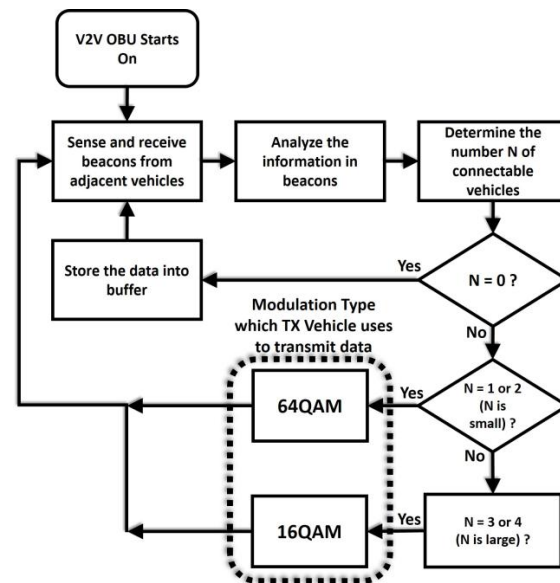 V2V OBU Starts
On
Sense and receive
beacons from
adjacent vehicles
Analyze the
information in
beacons
Determine the
number N of
connectable
vehicles
Store the data into
buffer
Yes
N = 0 ?
No
Modulation Type
which TX Vehicle uses
to transmit data
64QAM
Yes
N = 1 or 2
(N is
small) ?
No
16QAM
Yes
N = 3 or 4
(N is large) ?